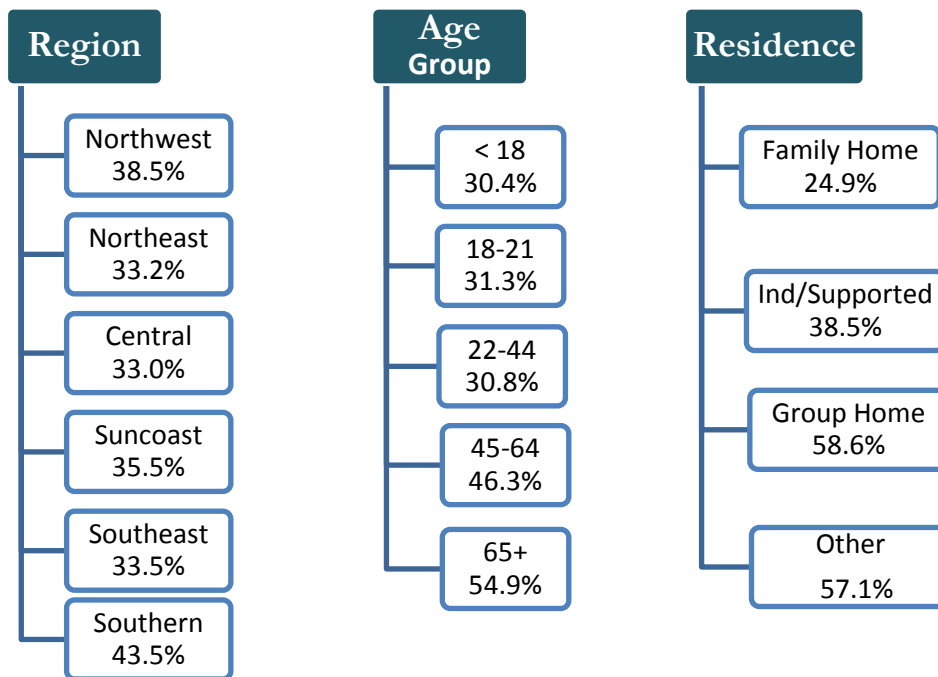 Region
Northwest
38.5%
Northeast
33.2%
Central
33.0%
Suncoast
35.5%
Southeast
33.5%
Southern
43.5%
Age
Group
< 18
30.4%
18-21
31.3%
22-44
30.8%
45-64
46.3%
65+
54.9%
Residence
Family Home
24.9%
Ind/Supported
38.5%
Group Home
58.6%
Other
57.1%